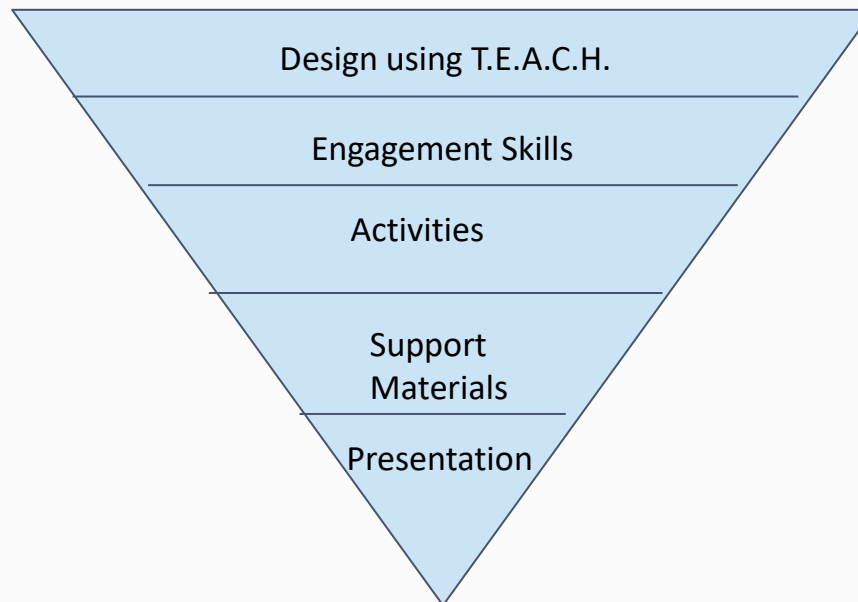 Design using T.E.A.C.H.
Engagement Skills
Activities
Support
Materials
Presentation